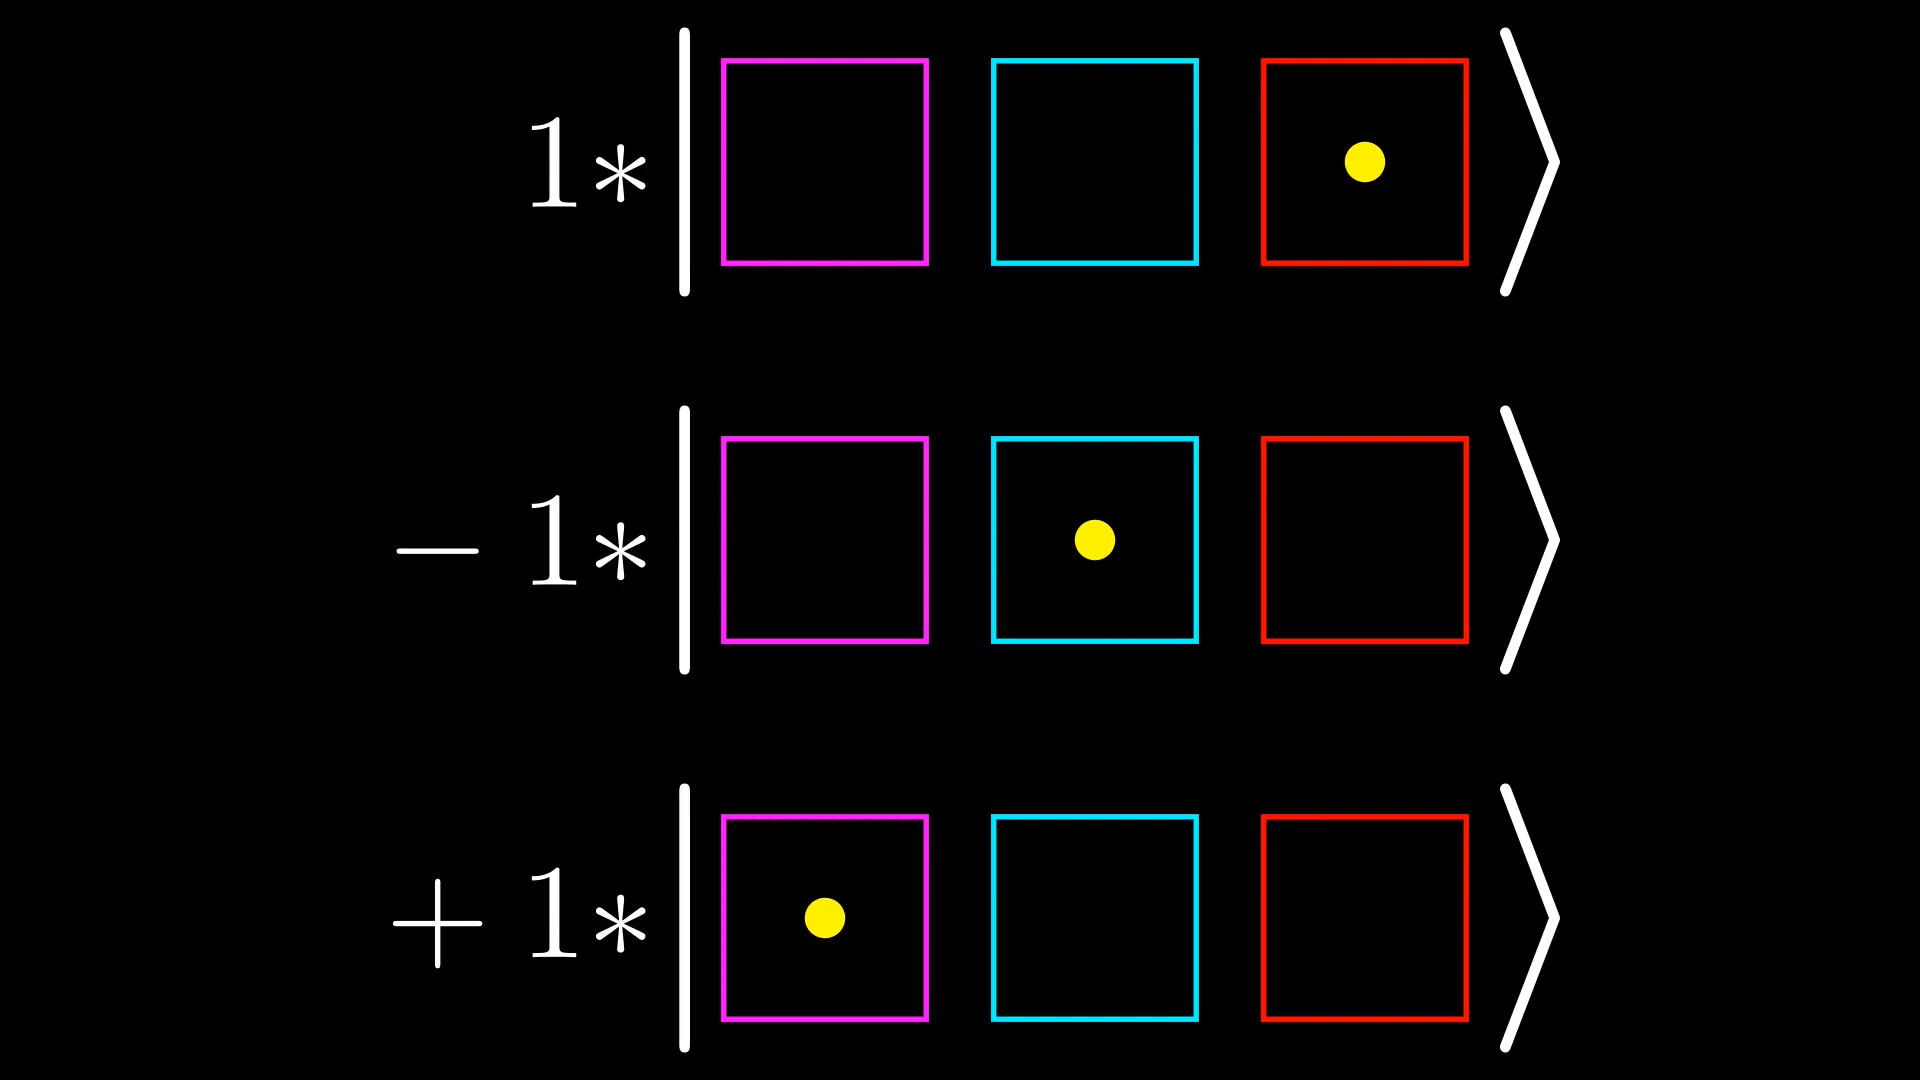 1*| ⟩
− 1*| ⟩
+ 1*| ⟩